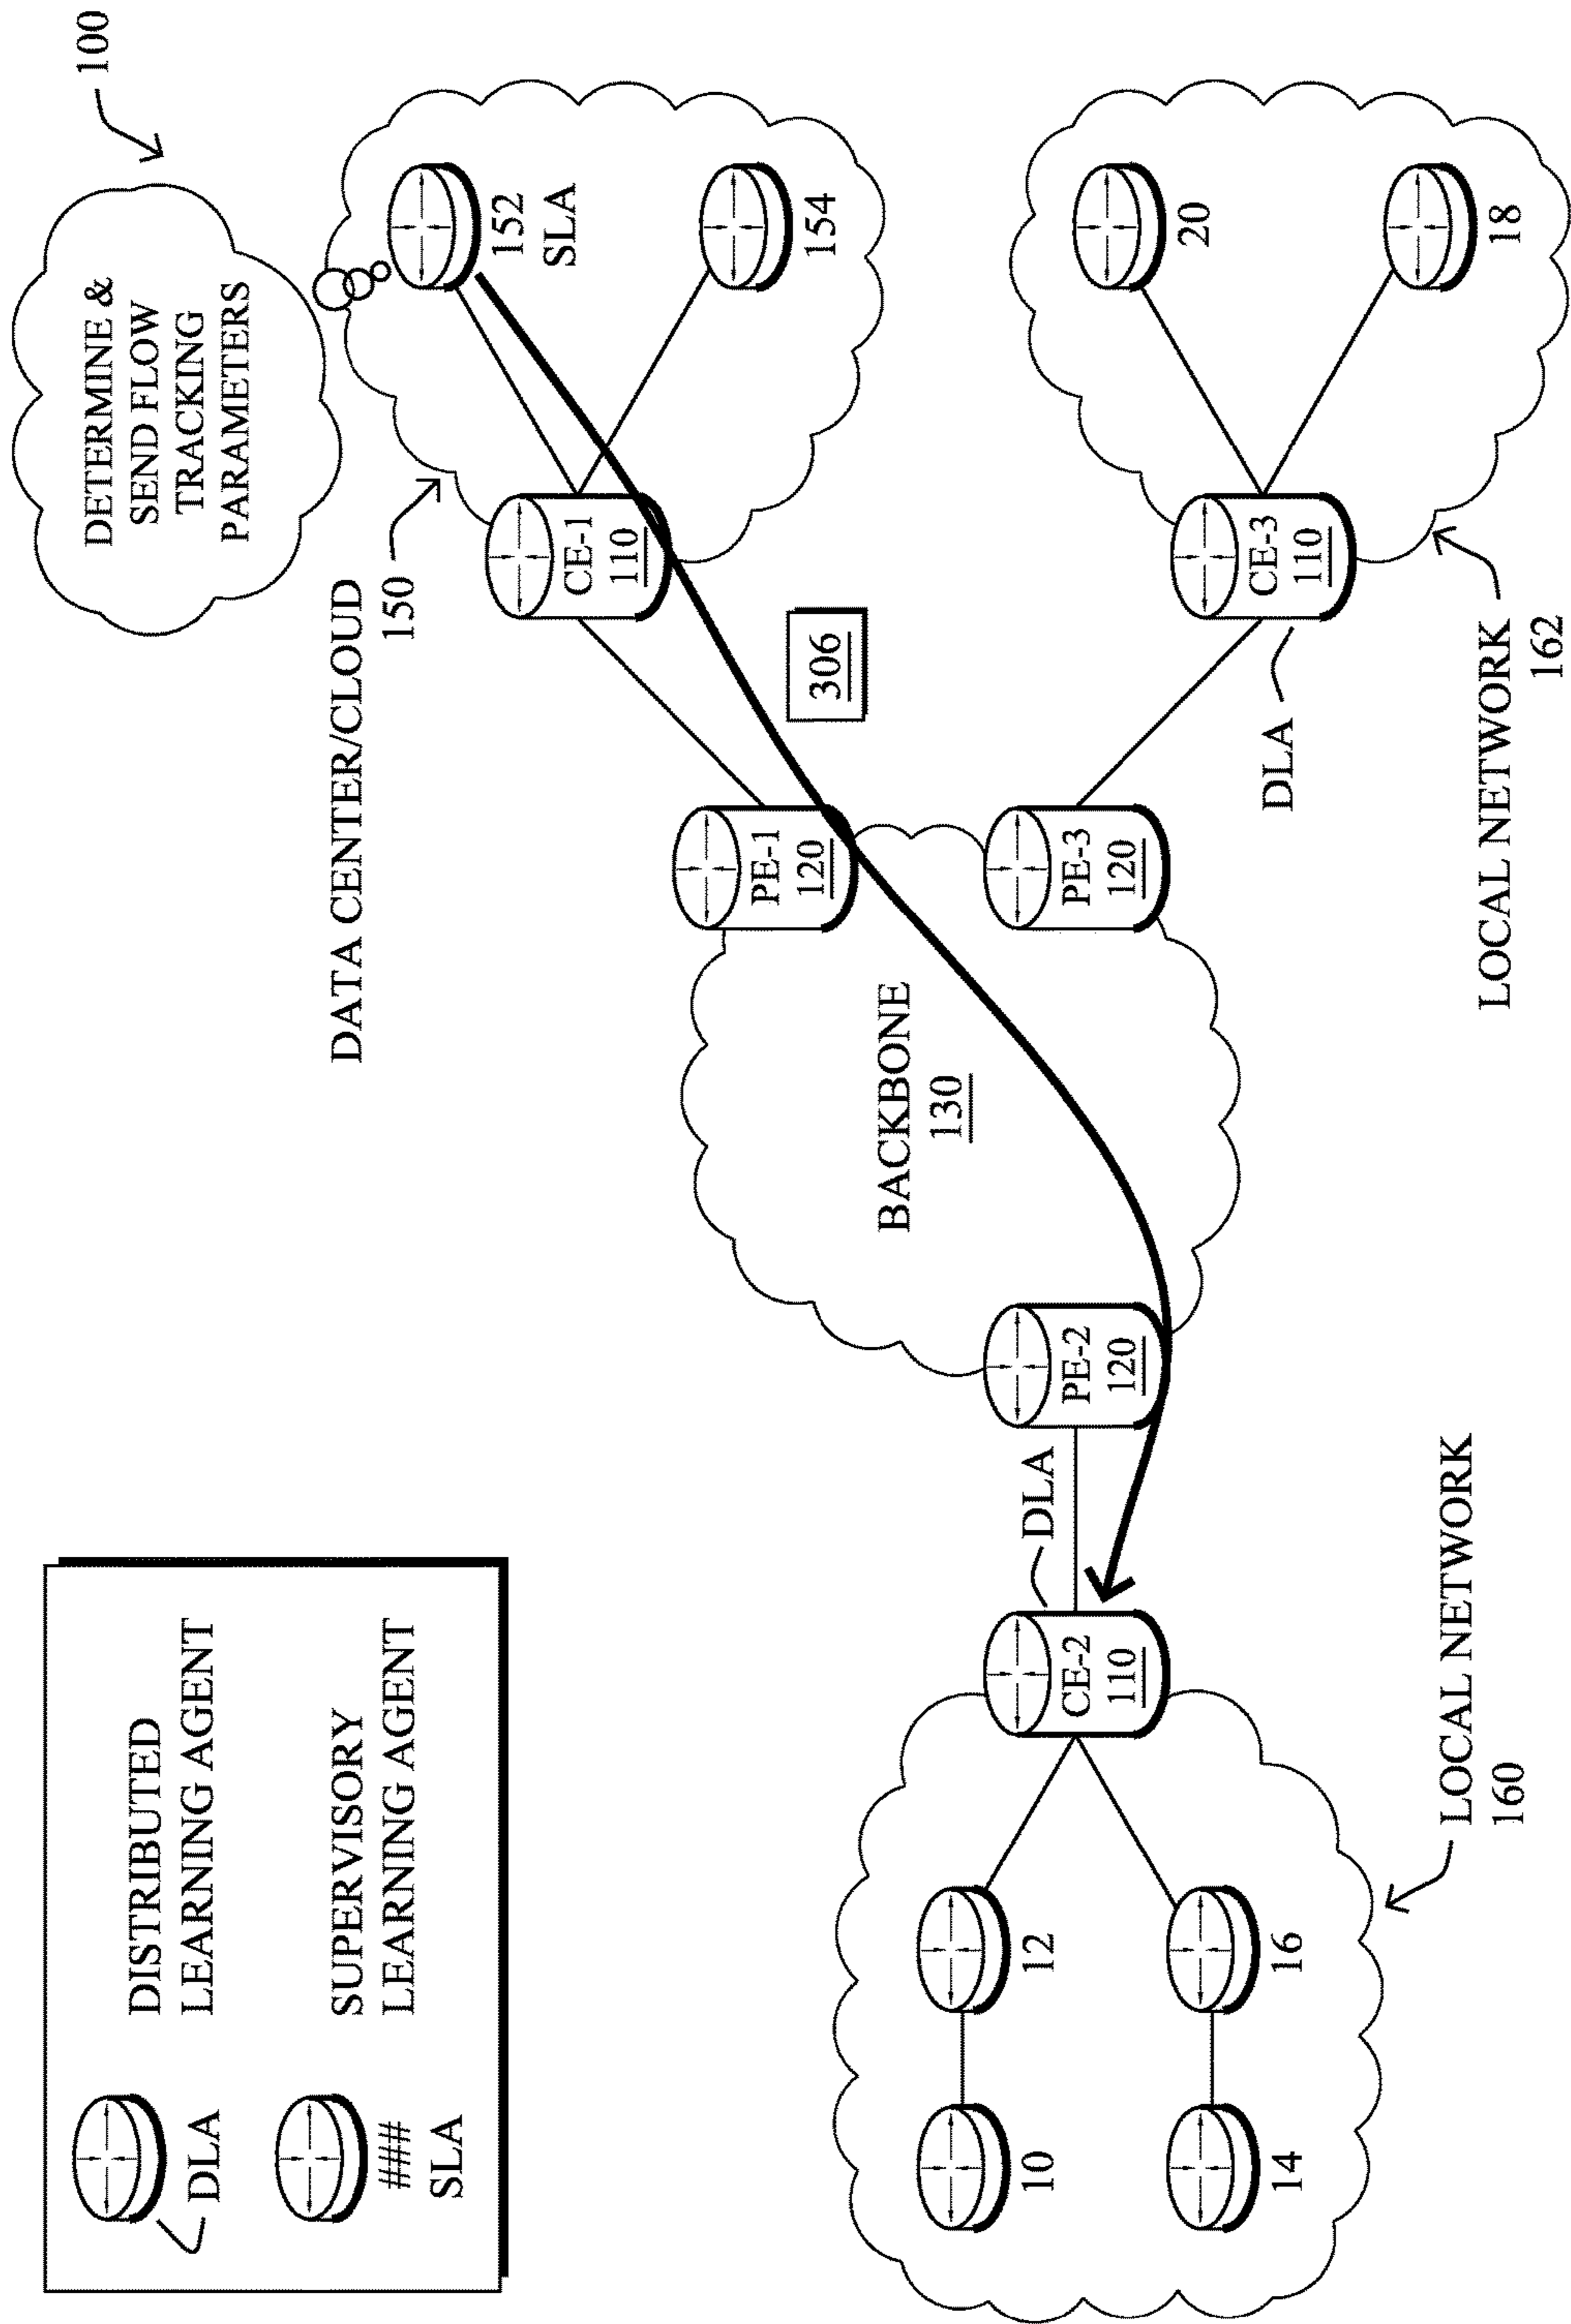 DISTRIBUTED
LEARNING AGENT
DLA
SUPERVISORY
LEARNING AGENT
###
SLA
DETERMINE &
SEND FLOW
TRACKING
PARAMETERS
100
DATA CENTER/CLOUD
150
152
SLA
154
CE-1
110
306
PE-1
120
BACKBONE
130
PE-2
120
PE-3
120
DLA
CE-2
110
10
12
14
16
LOCAL NETWORK
160
CE-3
110
DLA
20
18
LOCAL NETWORK
162